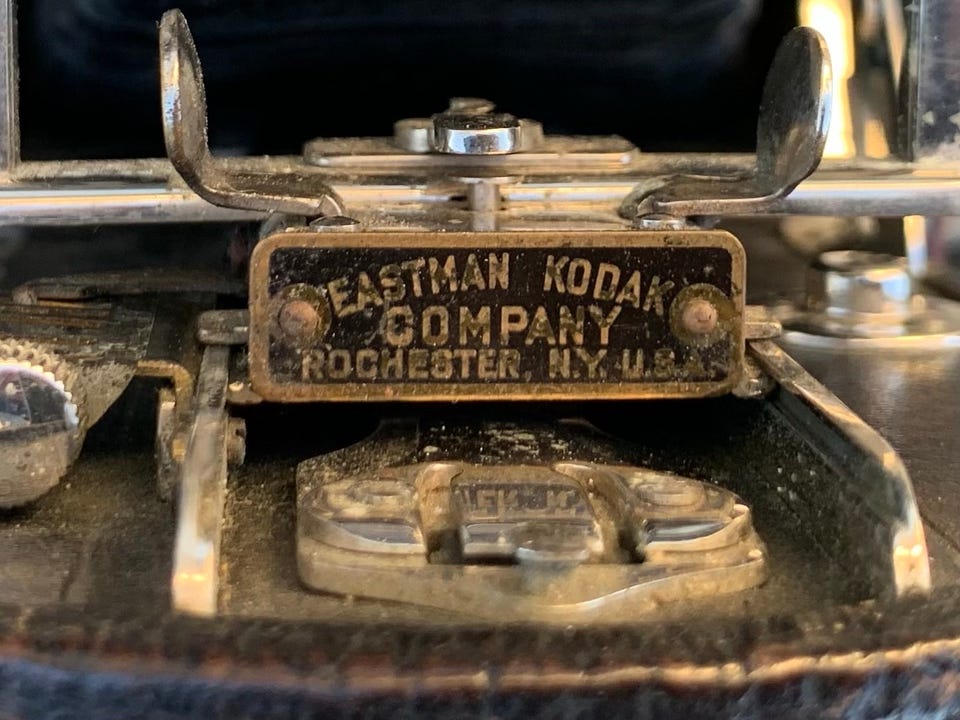 EASTMAN KODAK
COMPANY
ROCHESTER, N.Y. U.S.A.